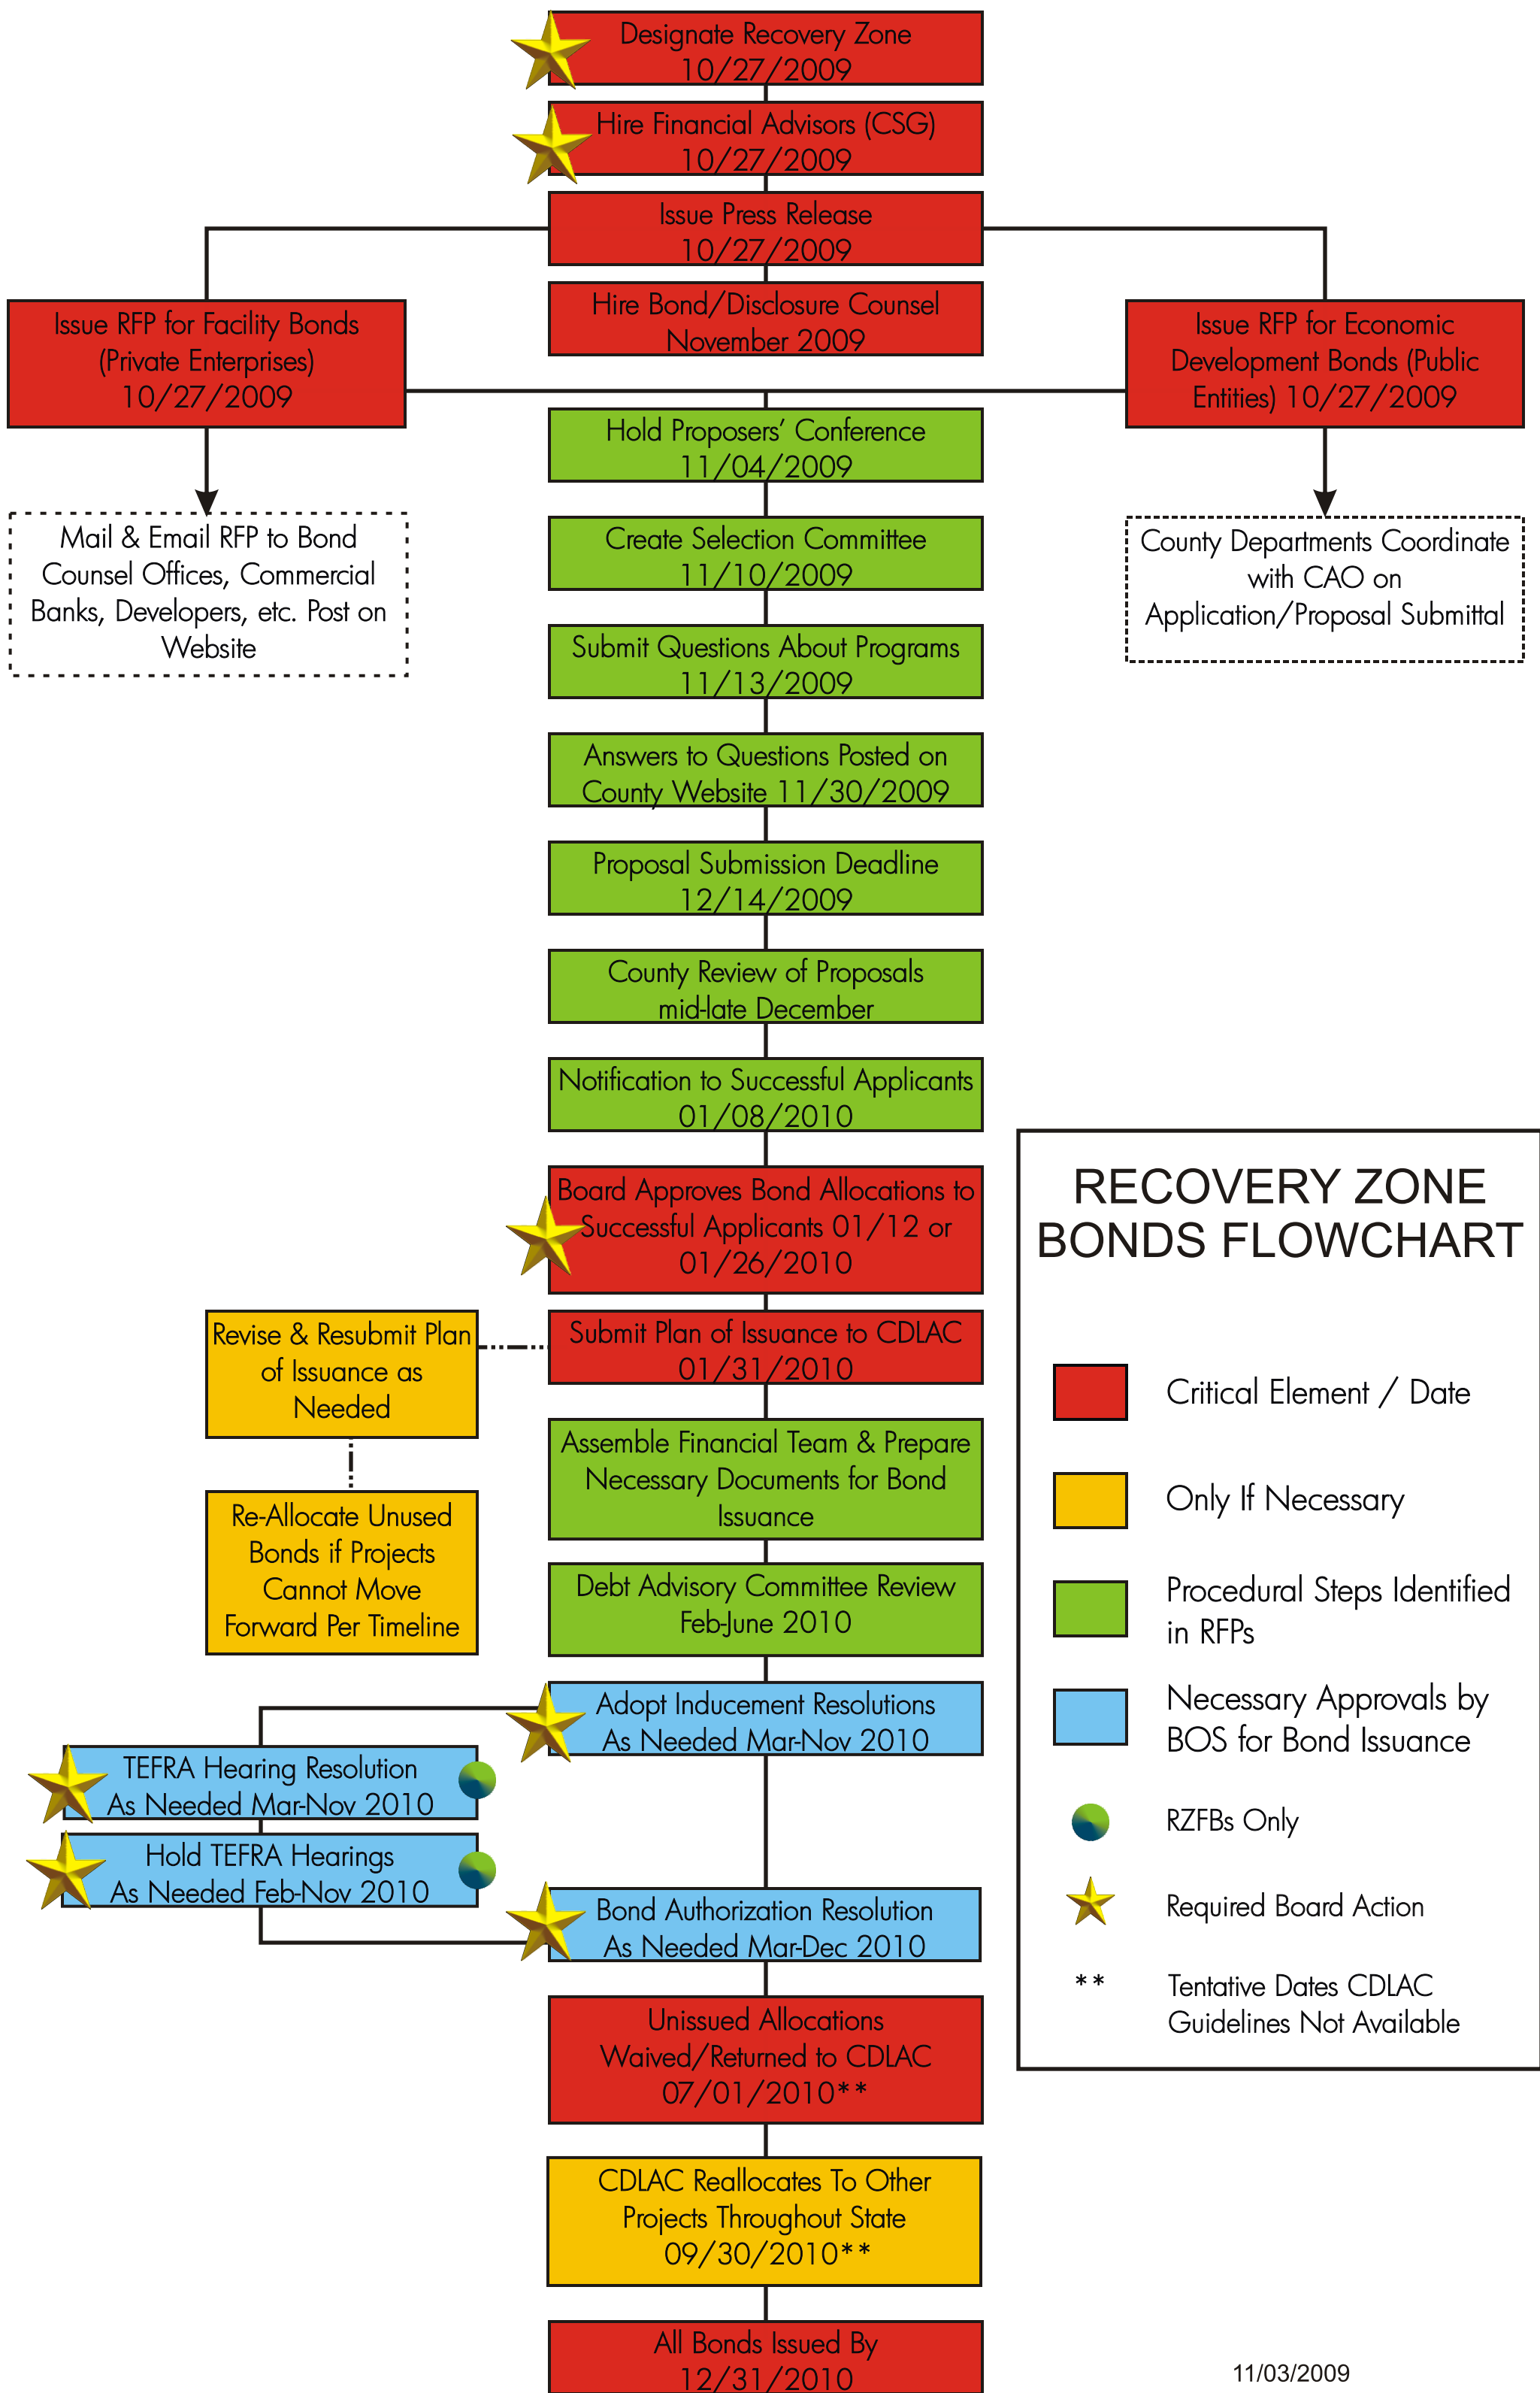 Designate Recovery Zone
10/27/2009
Hire Financial Advisors (CSG)
10/27/2009
Issue Press Release
10/27/2009
Hire Bond/Disclosure Counsel
November 2009
Issue RFP for Facility Bonds
(Private Enterprises)
10/27/2009
Issue RFP for Economic
Development Bonds (Public
Entities) 10/27/2009
Hold Proposers' Conference
11/04/2009
Mail & Email RFP to Bond
Counsel Offices, Commercial
Banks, Developers, etc. Post on
Website
County Departments Coordinate
with CAO on
Application/Proposal Submittal
Create Selection Committee
11/10/2009
Submit Questions About Programs
11/13/2009
Answers to Questions Posted on
County Website 11/30/2009
Proposal Submission Deadline
12/14/2009
County Review of Proposals
mid-late December
Notification to Successful Applicants
01/08/2010
Board Approves Bond Allocations to
Successful Applicants 01/12 or
01/26/2010
Submit Plan of Issuance to CDLAC
01/31/2010
Revise & Resubmit Plan
of Issuance as
Needed
Re-Allocate Unused
Bonds if Projects
Cannot Move
Forward Per Timeline
Assemble Financial Team & Prepare
Necessary Documents for Bond
Issuance
Debt Advisory Committee Review
Feb-June 2010
Adopt Inducement Resolutions
As Needed Mar-Nov 2010
TEFRA Hearing Resolution
As Needed Mar-Nov 2010
Hold TEFRA Hearings
As Needed Feb-Nov 2010
Bond Authorization Resolution
As Needed Mar-Dec 2010
Unissued Allocations
Waived/Returned to CDLAC
07/01/2010**
CDLAC Reallocates To Other
Projects Throughout State
09/30/2010**
All Bonds Issued By
12/31/2010
RECOVERY ZONE
BONDS FLOWCHART
Critical Element / Date
Only If Necessary
Procedural Steps Identified
in RFPs
Necessary Approvals by
BOS for Bond Issuance
RZFBs Only
Required Board Action
** Tentative Dates CDLAC
Guidelines Not Available
11/03/2009